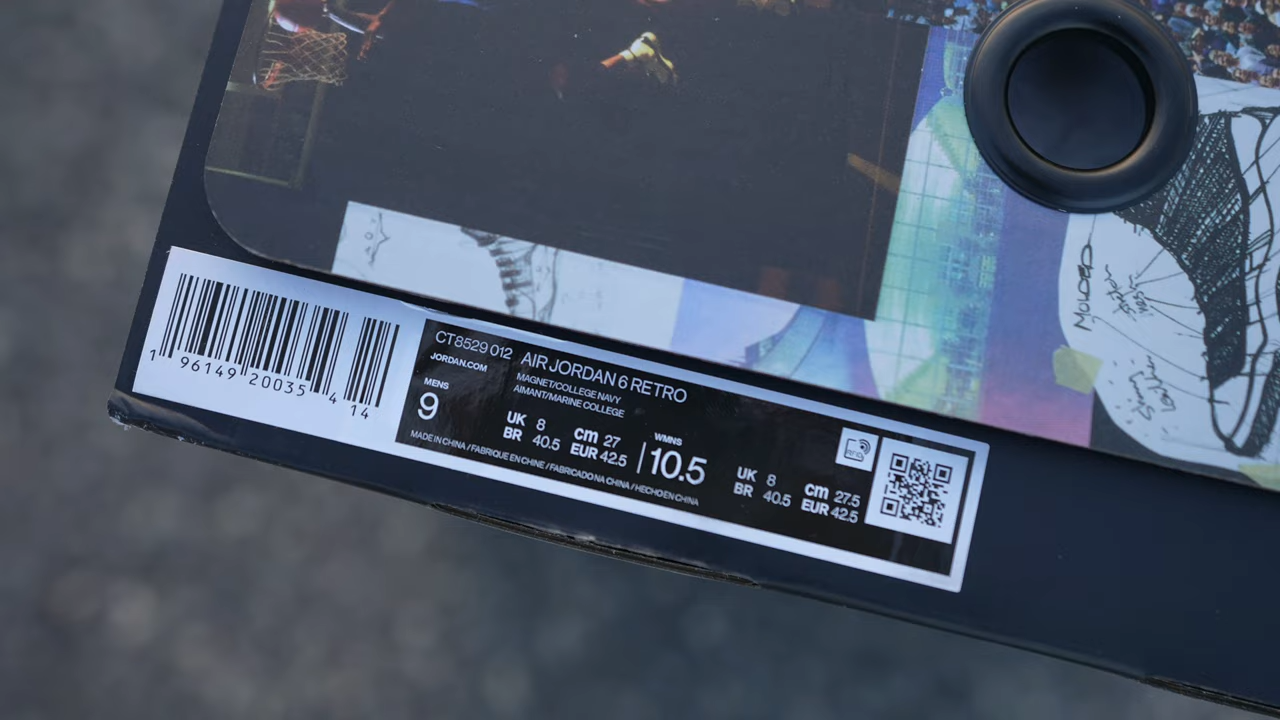 1 96149 20035 4 14
CT8529 012 AIR JORDAN 6 RETRO
JORDAN.COM
MAGNET/COLLEGE NAVY
AIMANT/MARINE COLLEGE
MENS
9
UK 8
BR 40.5
cm 27
EUR 42.5
WMNS
10.5
UK 8
BR 40.5
cm 27.5
EUR 42.5
MADE IN CHINA / FABRIQUE EN CHINE / FABRICADO NA CHINA / HECHO EN CHINA
RFID
MOLDED